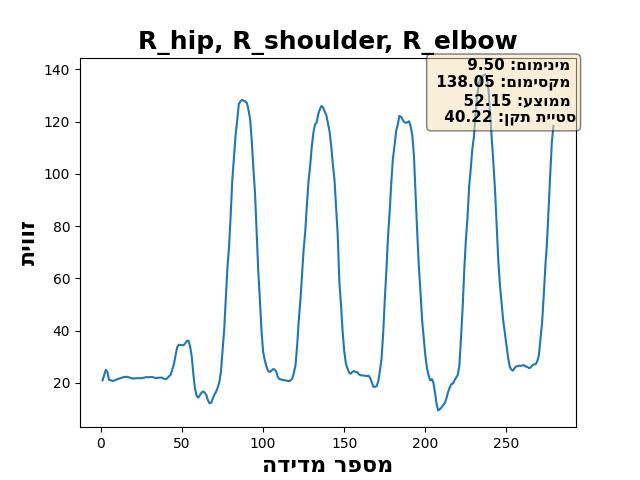 R_hip, R_shoulder, R_elbow
מינימום: 9.50
מקסימום: 138.05
ממוצע: 52.15
סטיית תקן: 40.22
140
120
100
80
60
40
20
זווית
0 50 100 150 200 250
מספר מדידה